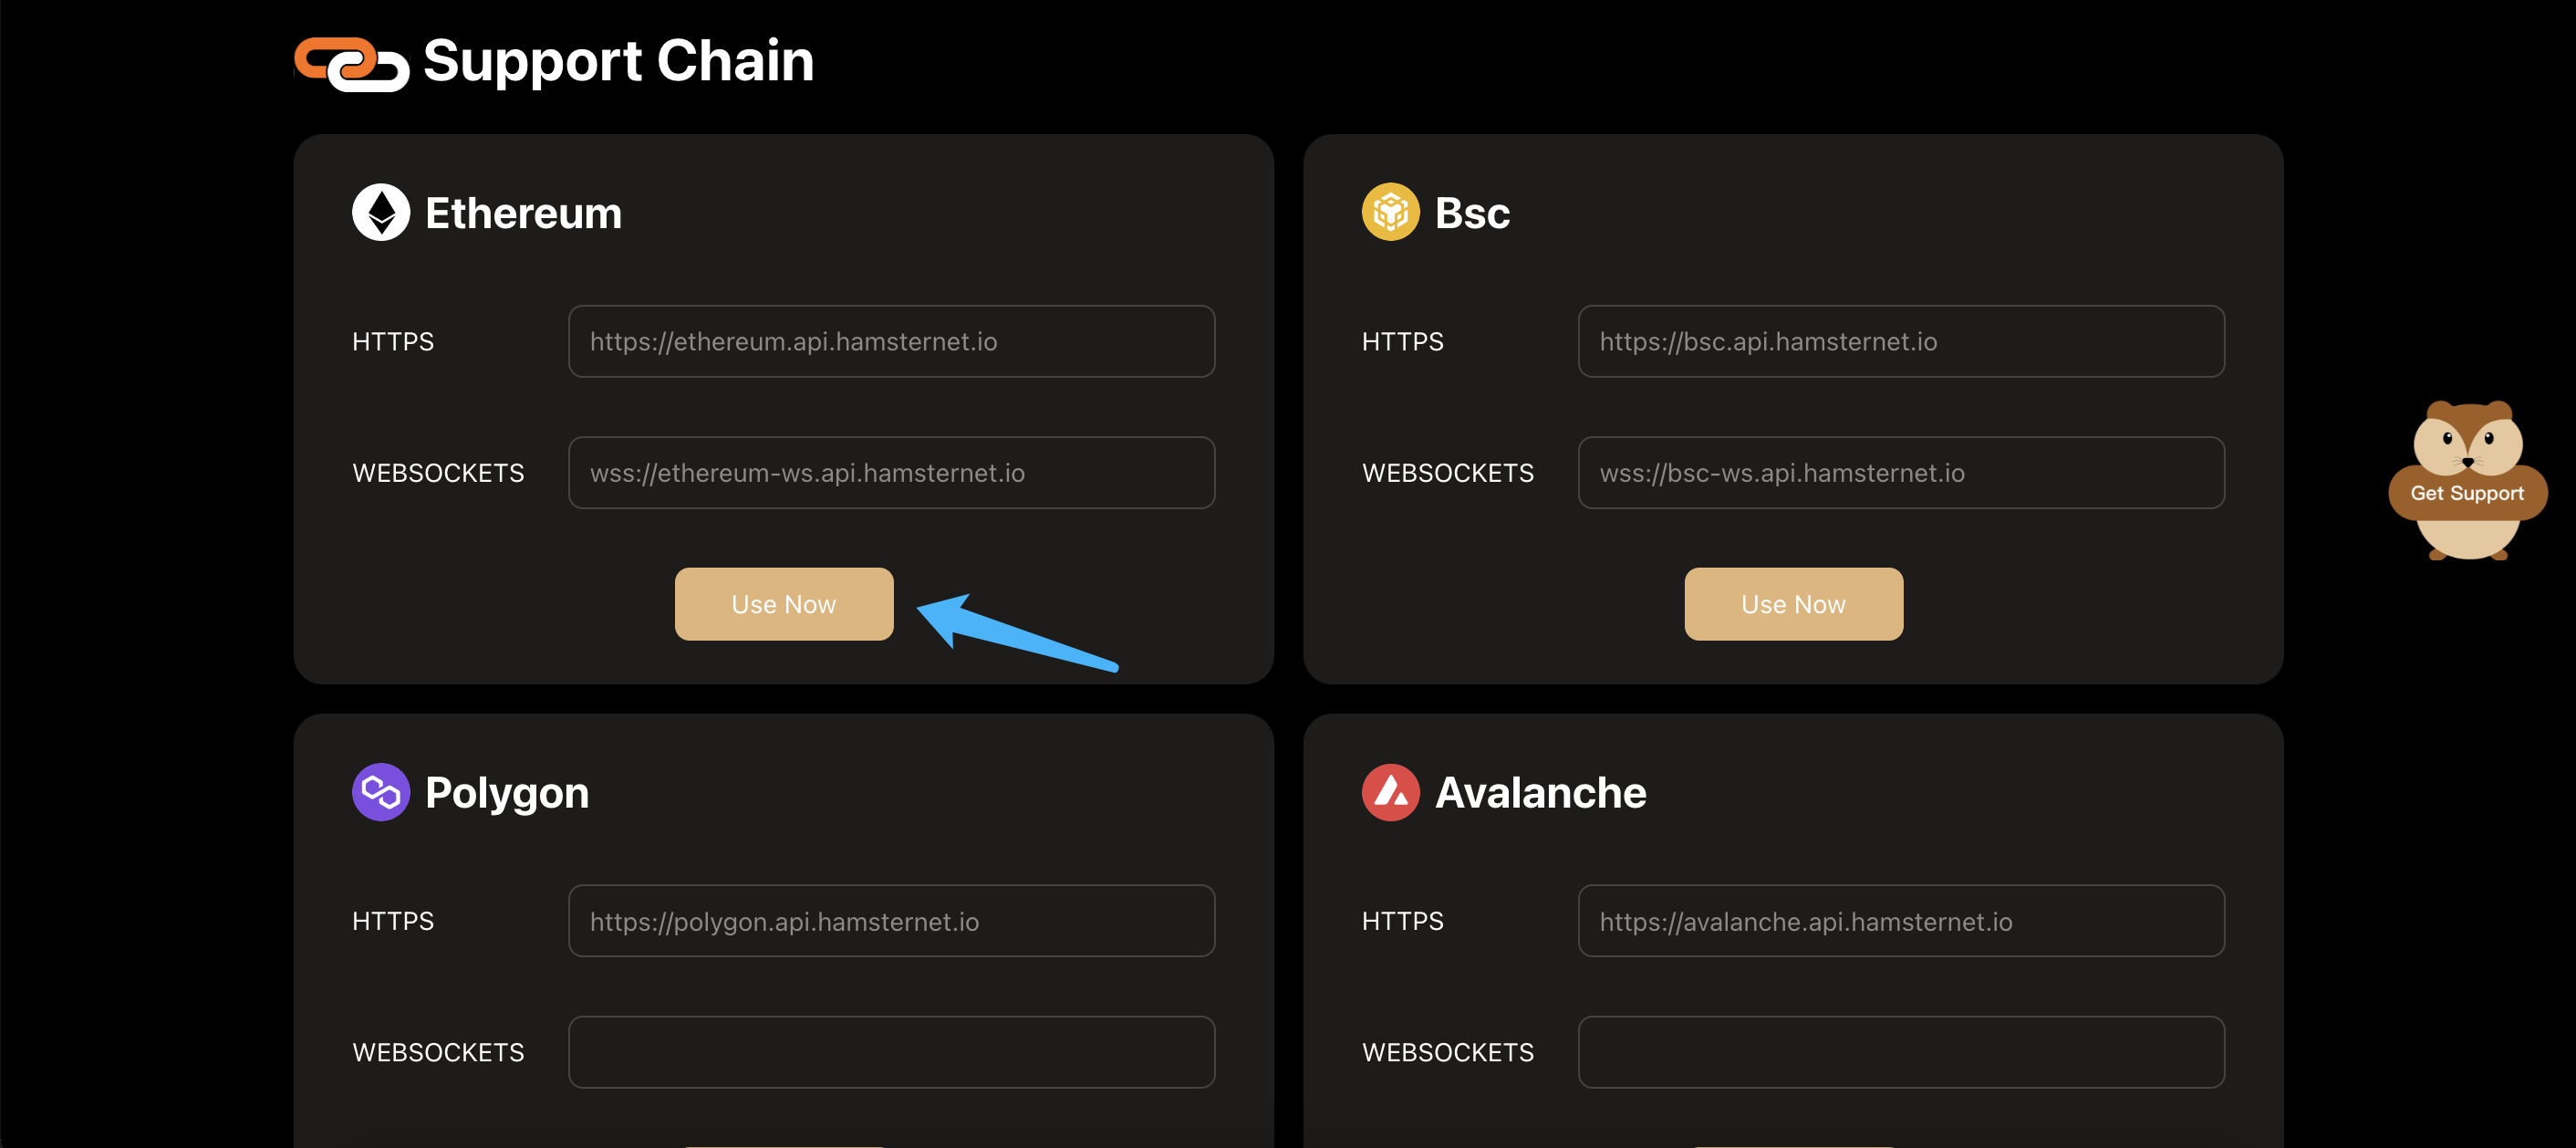 Support Chain
Ethereum
HTTPS
https://ethereum.api.hamsternet.io
WEBSOCKETS
wss://ethereum-ws.api.hamsternet.io
Use Now
Bsc
HTTPS
https://bsc.api.hamsternet.io
WEBSOCKETS
wss://bsc-ws.api.hamsternet.io
Use Now
Get Support
Polygon
HTTPS
https://polygon.api.hamsternet.io
WEBSOCKETS
Avalanche
HTTPS
https://avalanche.api.hamsternet.io
WEBSOCKETS